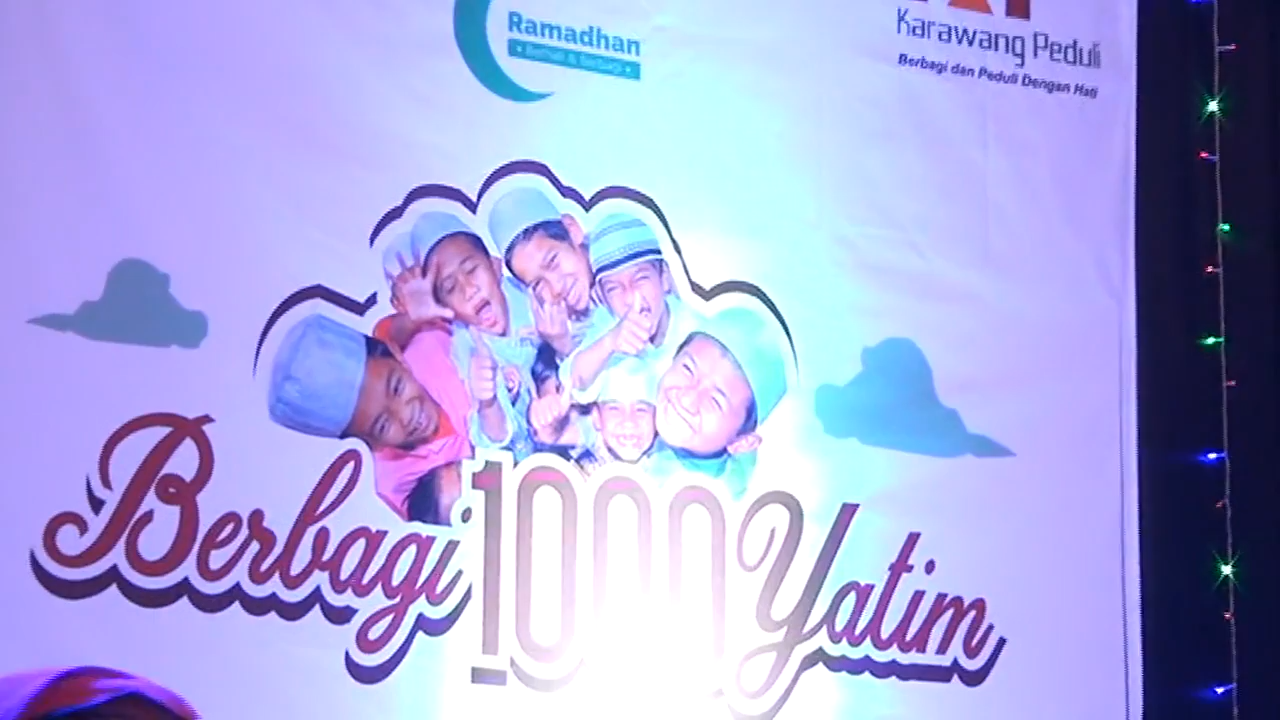 Ramadhan
Karawang Peduli
Berbagi dan Peduli Dengan Hati
Berbagi 1000 Yatim